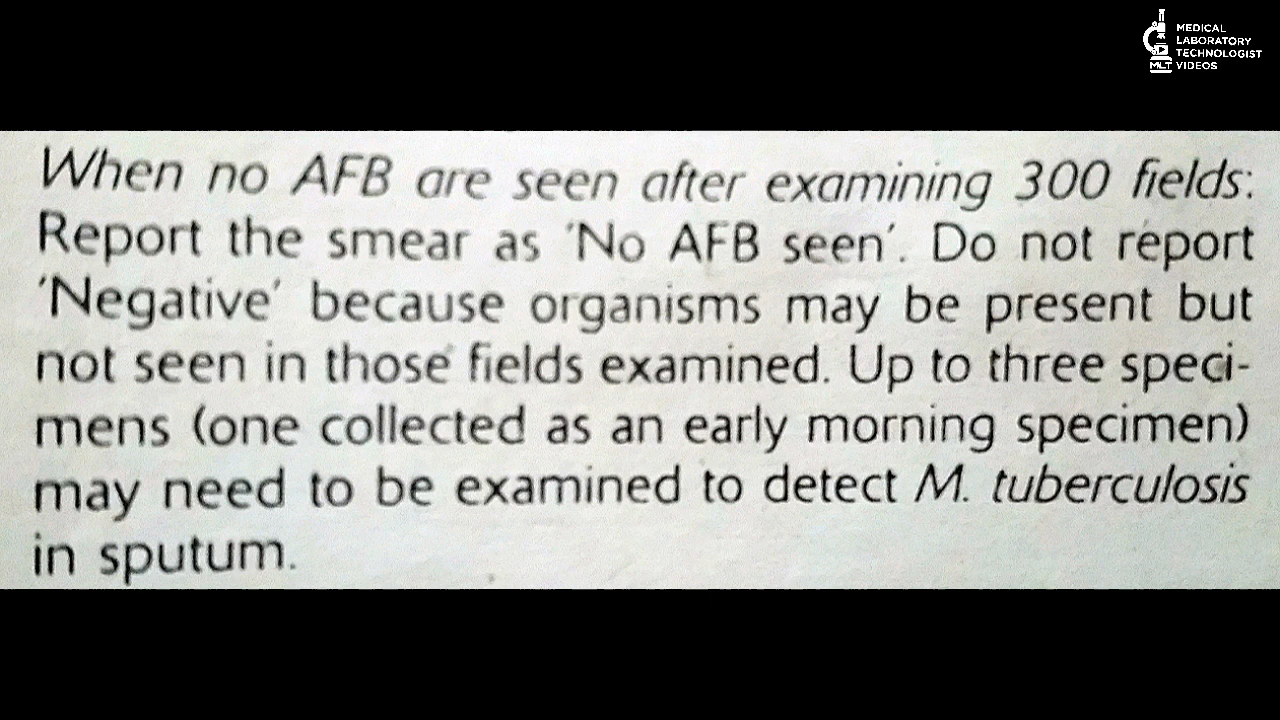 MEDICAL
LABORATORY
TECHNOLOGIST
MLT VIDEOS
When no AFB are seen after examining 300 fields:
Report the smear as 'No AFB seen'. Do not report
'Negative' because organisms may be present but
not seen in those fields examined. Up to three speci-
mens (one collected as an early morning specimen)
may need to be examined to detect M. tuberculosis
in sputum.